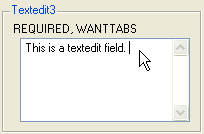 Textedit3
REQUIRED, WANTTABS
This is a textedit field.